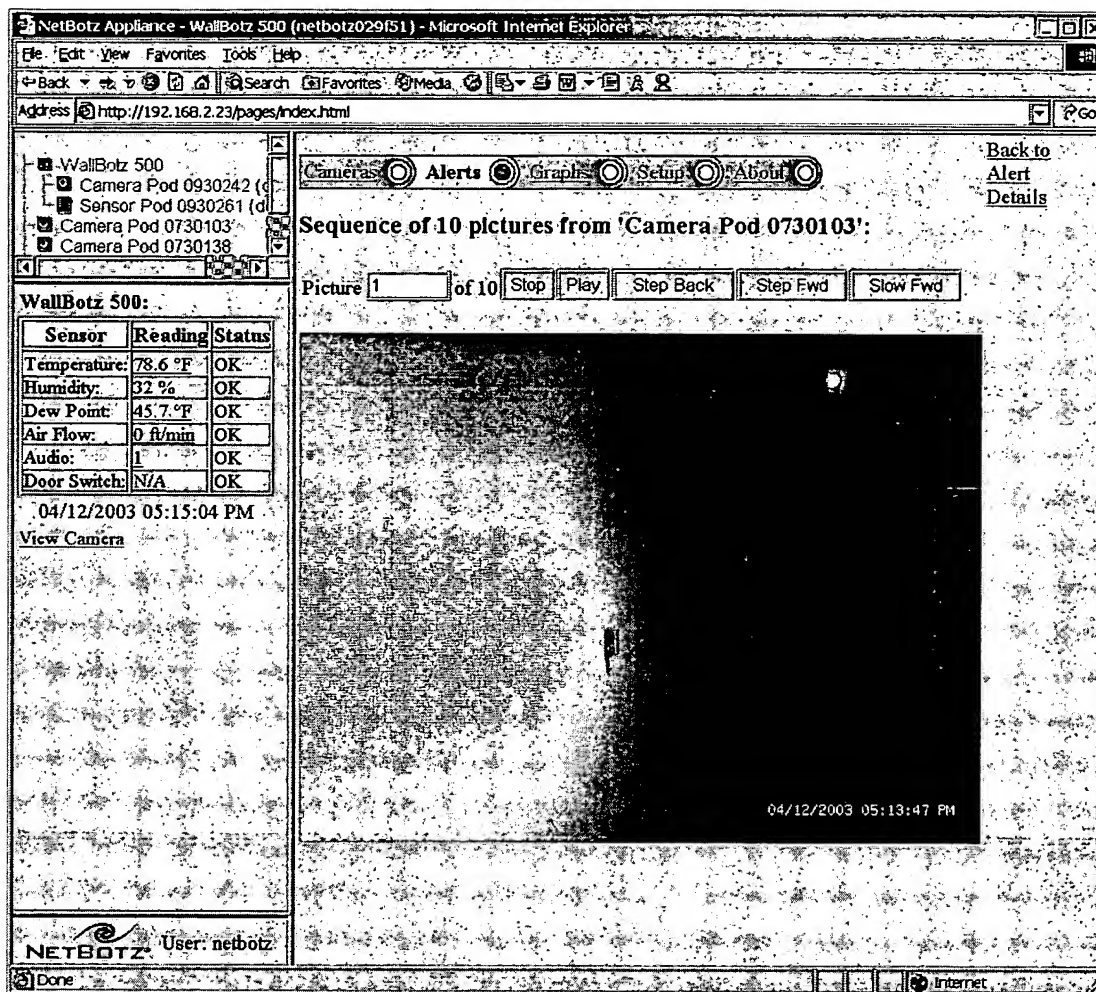 NetBotz Appliance - WallBotz 500 (netbotz029f51) - Microsoft Internet Explorer
File Edit View Favorites Tools Help
Back Search Favorites Media
Address http://192.168.2.23/pages/index.html Go
WallBotz 500
Camera Pod 0930242 (d
Sensor Pod 0930261 (d
Camera Pod 0730103
Camera Pod 0730138
WallBotz 500:
Sensor Reading Status
Temperature: 78.6 °F OK
Humidity: 32 % OK
Dew Point: 45.7 °F OK
Air Flow: 0 ft/min OK
Audio: 1 OK
Door Switch: N/A OK
04/12/2003 05:15:04 PM
View Camera
NETBOTZ User: netbotz
Cameras Alerts Graphs Setup About
Back to
Alert
Details
Sequence of 10 pictures from 'Camera Pod 0730103':
Picture 1 of 10 Stop Play Step Back Step Fwd Slow Fwd
04/12/2003 05:13:47 PM
Done Internet